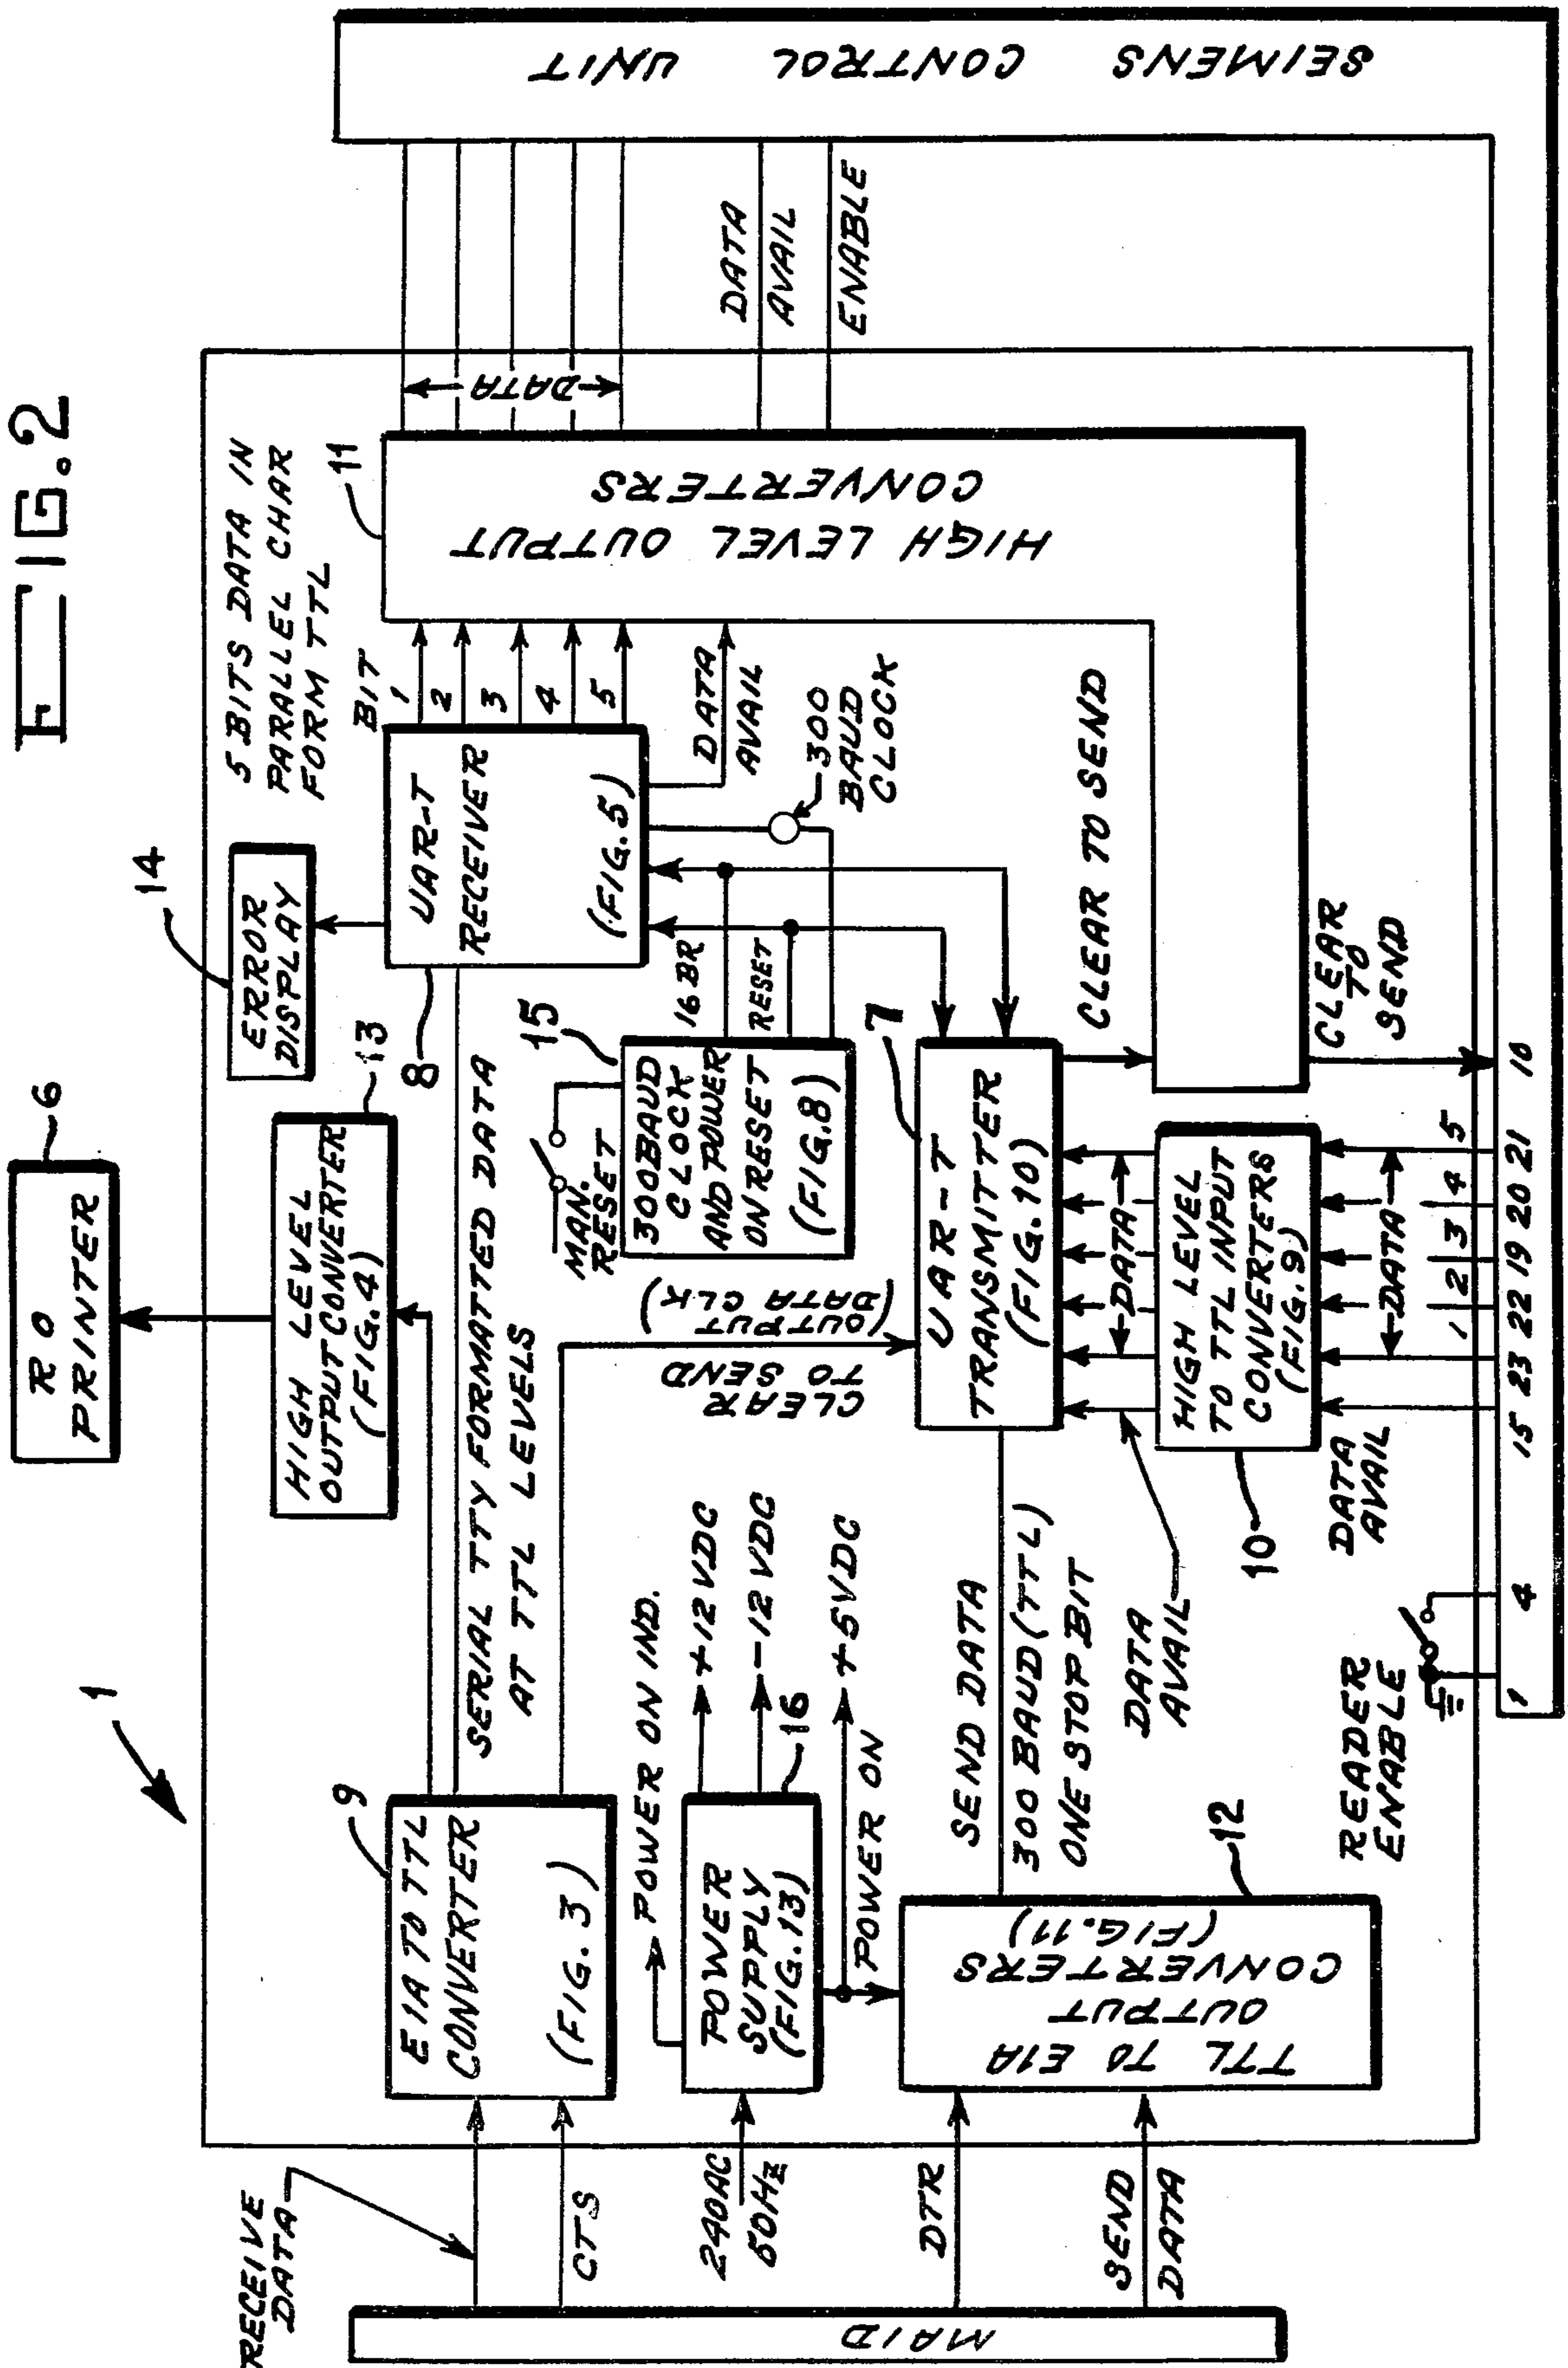 FIG. 2
1
R O
PRINTER
6
HIGH LEVEL
OUTPUT CONVERTER
(FIG. 4)
13
ERROR
DISPLAY
14
5 BITS DATA IN
PARALLEL CHAR
FORM TTL
RECEIVE
DATA
CTS
240AC
50Hz
DTR
SEND
DATA
MAID
EIA TO TTL
CONVERTER
(FIG. 3)
9
SERIAL TTY FORMATTED DATA
AT TTL LEVELS
UAR-T
RECEIVER
(FIG. 5)
8
BIT
1
2
3
4
5
DATA
AVAIL
HIGH LEVEL OUTPUT
CONVERTERS
11
DATA
DATA
AVAIL
ENABLE
SEIMENS CONTROL UNIT
POWER ON IND.
+12 VDC
-12 VDC
+5VDC
POWER
SUPPLY
(FIG. 13)
16
POWER ON
MAN.
RESET
300BAUD
CLOCK
AND POWER
ON RESET
(FIG. 8)
15
16 BR
RESET
300
BAUD
CLOCK
CLEAR
TO SEND
(OUTPUT
DATA CLK)
UAR-T
TRANSMITTER
(FIG. 10)
7
CLEAR TO SEND
TTL TO EIA
OUTPUT
CONVERTERS
(FIG. 11)
12
SEND DATA
300 BAUD (TTL)
ONE STOP BIT
DATA
AVAIL
DATA
HIGH LEVEL
TO TTL INPUT
CONVERTERS
(FIG. 9)
10
DATA
AVAIL
DATA
CLEAR
TO
SEND
READER
ENABLE
1 2 3 4 5
1 4 15 23 22 19 20 21 10